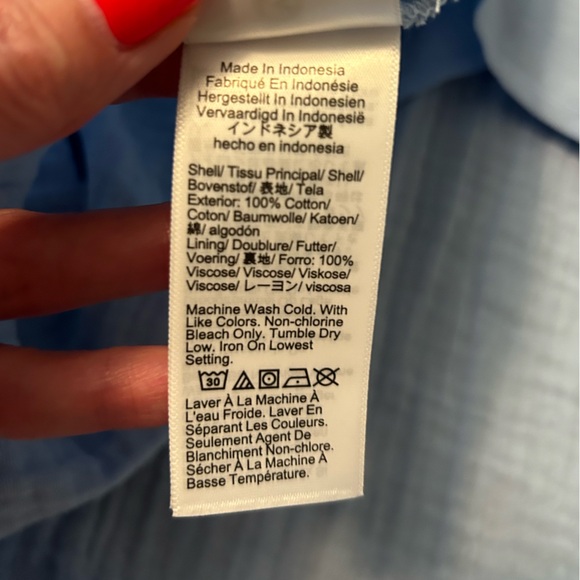 Made In Indonesia
Fabriqué En Indonésie
Hergestellt In Indonesien
Vervaardigd In Indonesië
インドネシア製
hecho en indonesia
Shell/ Tissu Principal/ Shell/
Bovenstof/ 表地/ Tela
Exterior: 100% Cotton/
Coton/ Baumwolle/ Katoen/
綿/ algodón
Lining/ Doublure/ Futter/
Voering/ 裏地/ Forro: 100%
Viscose/ Viscose/ Viskose/
Viscose/ レーヨン/ viscosa
Machine Wash Cold. With
Like Colors. Non-chlorine
Bleach Only. Tumble Dry
Low. Iron On Lowest
Setting.
30
Laver À La Machine À
L'eau Froide. Laver En
Séparant Les Couleurs.
Seulement Agent De
Blanchiment Non-chlore.
Sécher À La Machine À
Basse Température.